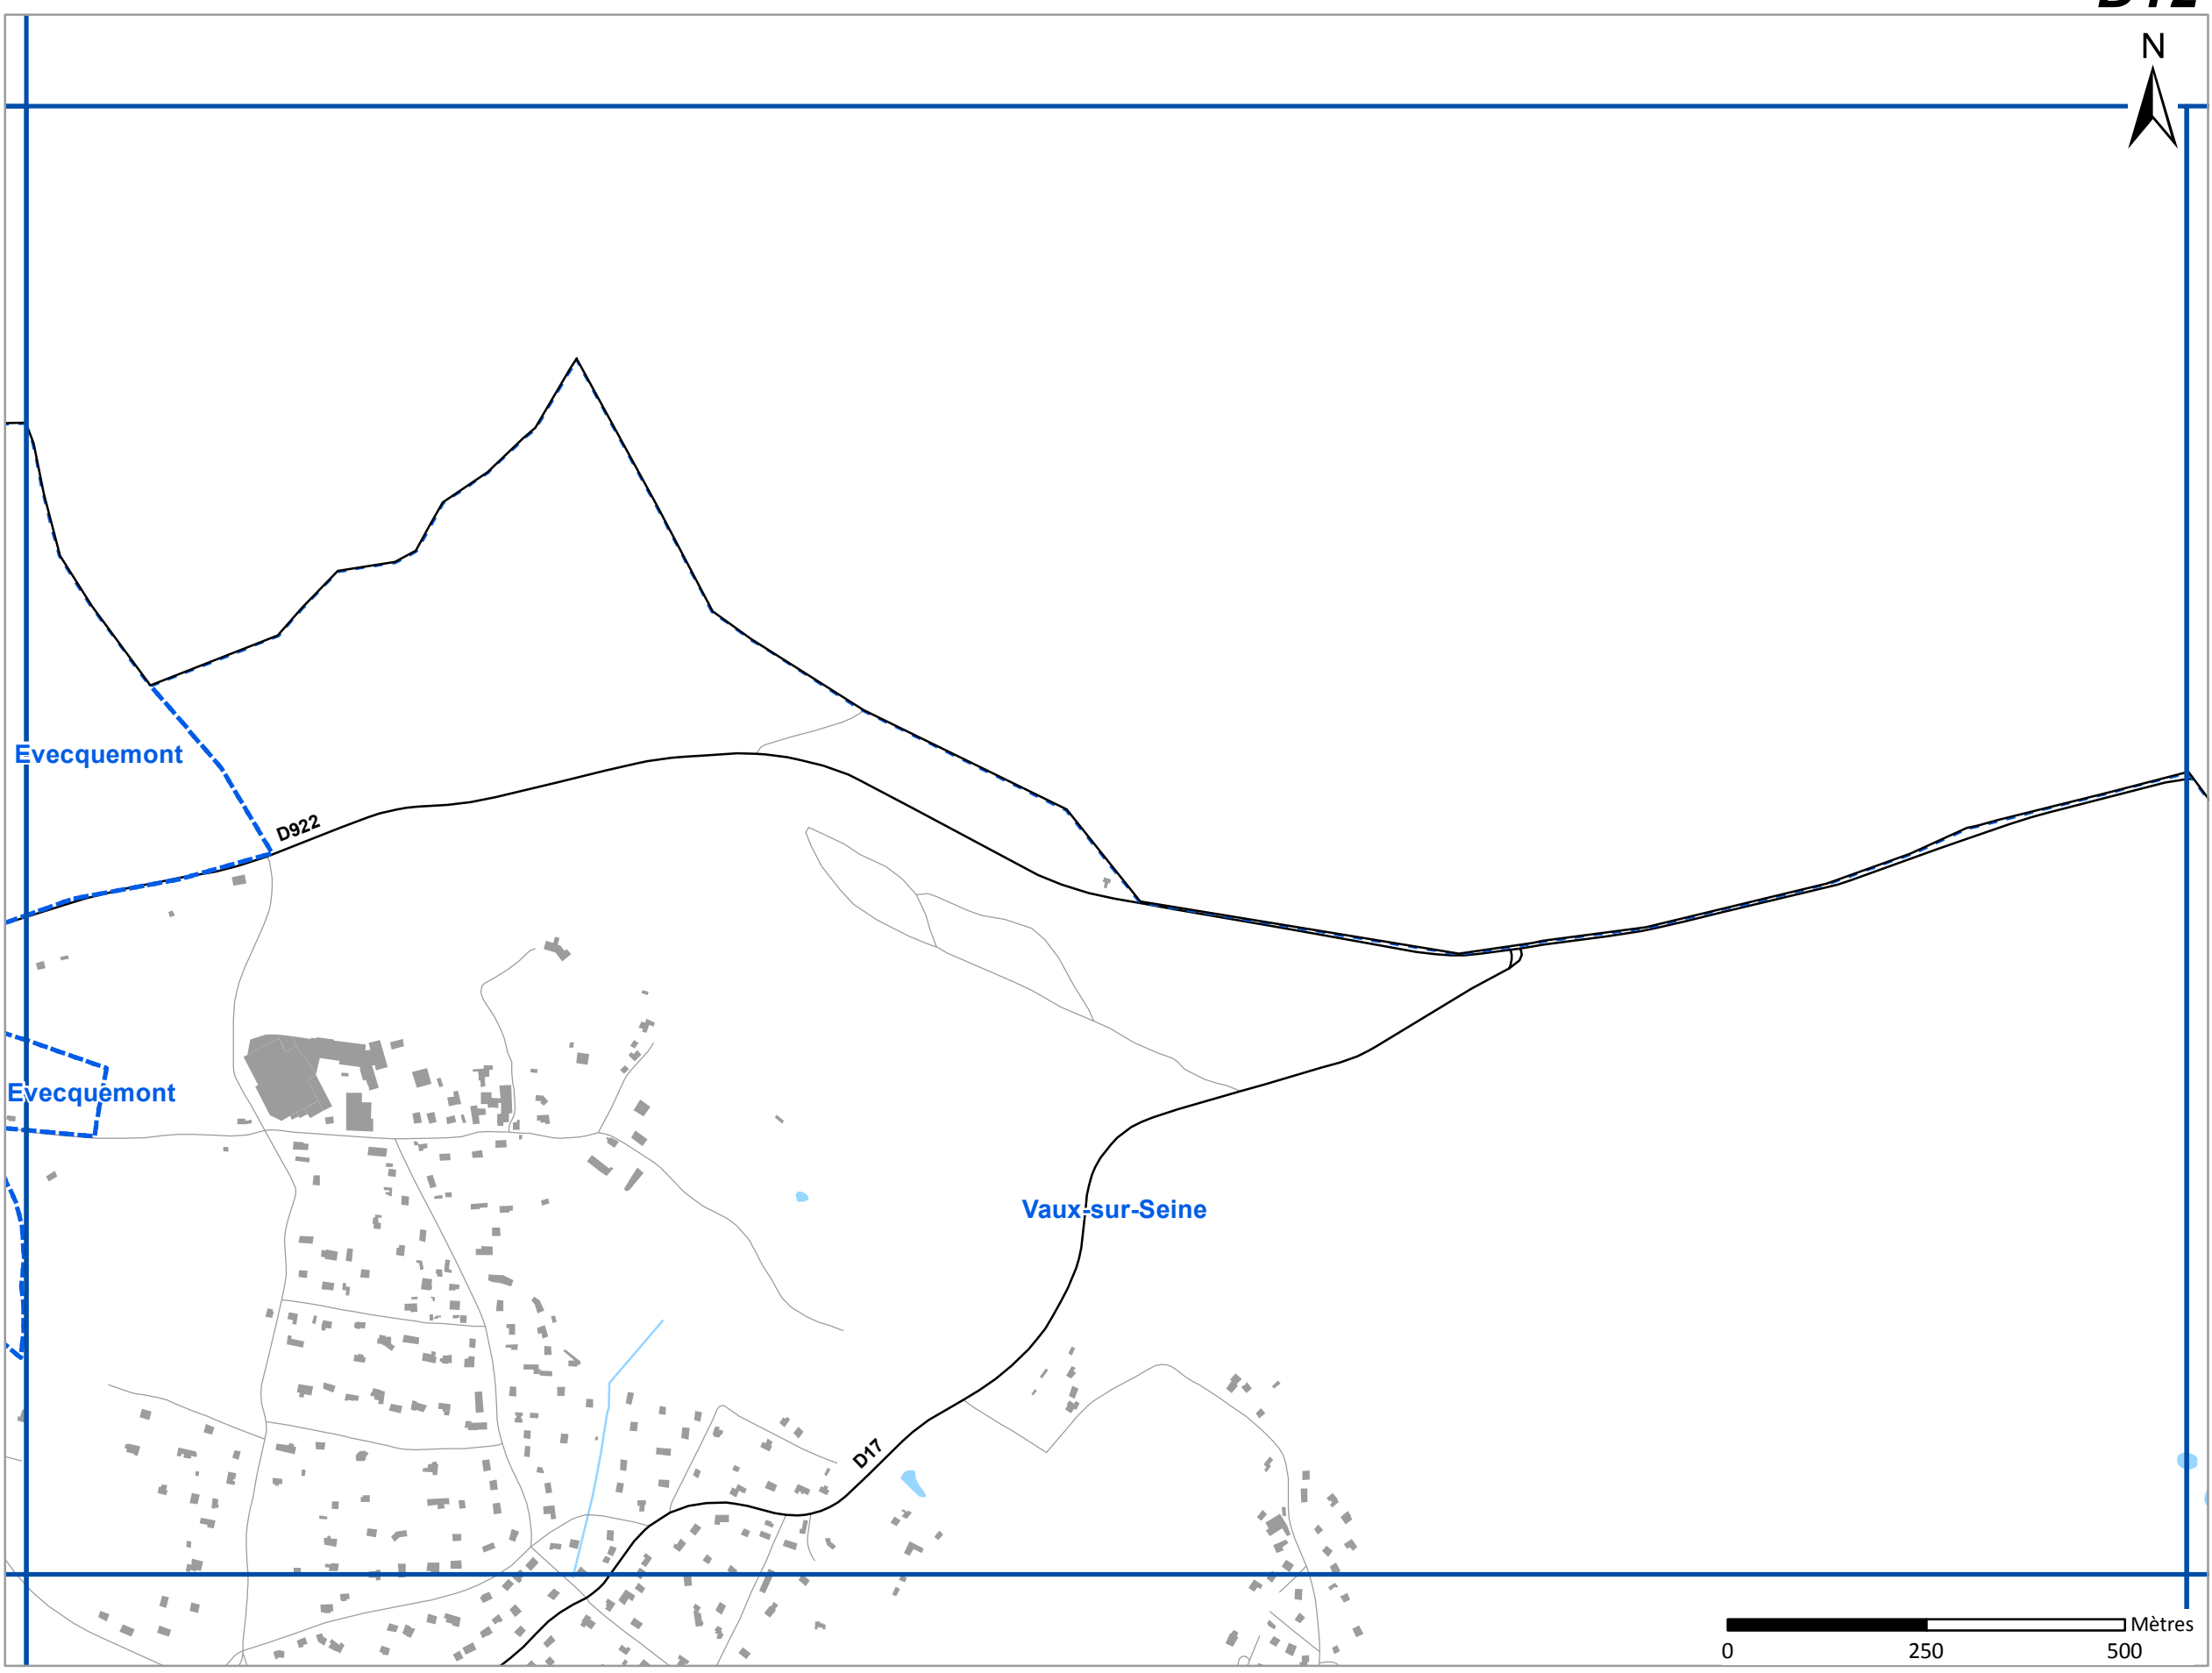 N
Evecquemont
D922
Evecquemont
Vaux-sur-Seine
D17
Mètres
0 250 500